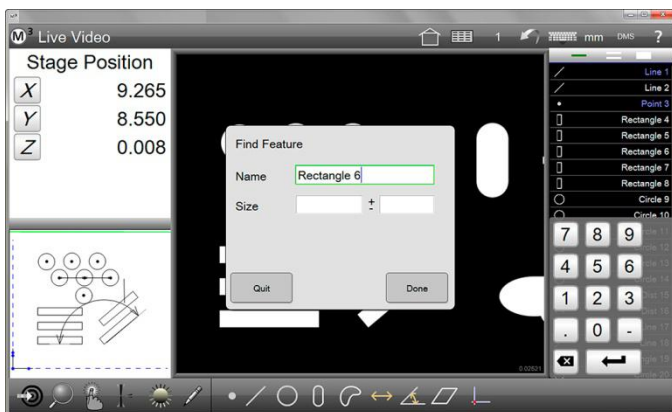 M3 Live Video
1 mm DMS ?
Stage Position
X 9.265
Y 8.550
Z 0.008
Find Feature
Name Rectangle 6
Size + -
Quit Done
Line 1
Line 2
Point 3
Rectangle 4
Rectangle 5
Rectangle 6
Rectangle 7
Rectangle 8
Circle 9
Circle 10
7 8 9
4 5 6
1 2 3
. 0 -